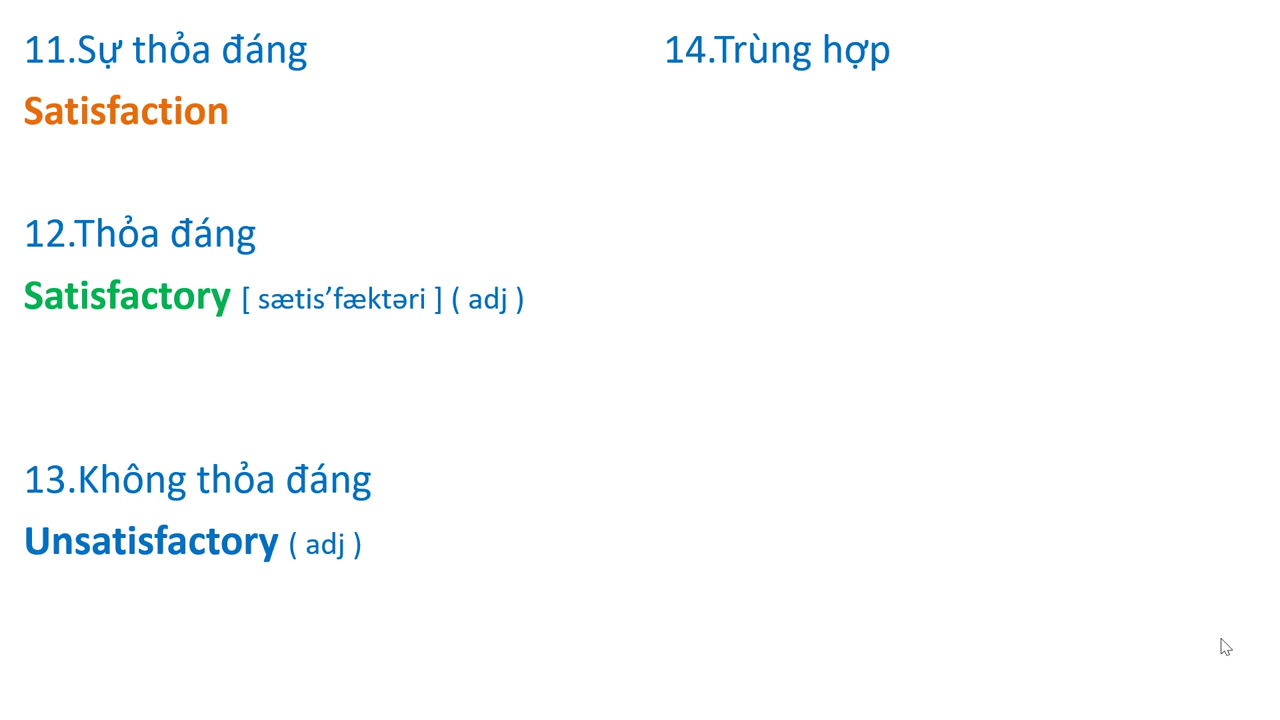 11.Sự thỏa đáng
Satisfaction
12.Thỏa đáng
Satisfactory [ sætis’fæktəri ] ( adj )
13.Không thỏa đáng
Unsatisfactory ( adj )
14.Trùng hợp